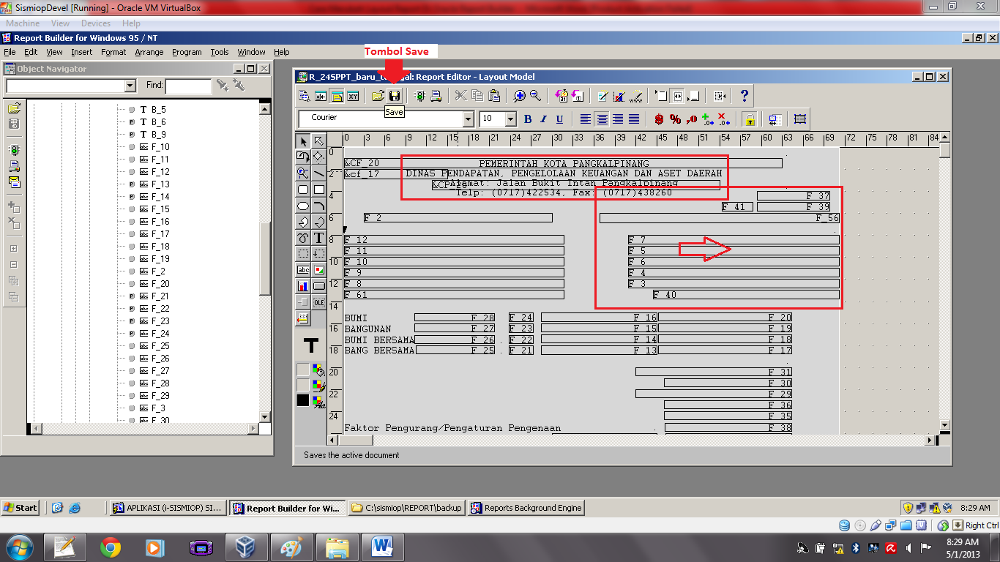 SismiopDevel [Running] - Oracle VM VirtualBox
Machine View Devices Help
Report Builder for Windows 95 / NT
File Edit View Insert Format Arrange Program Tools Window Help
Tombol Save
Object Navigator
Find:
B_5
B_6
B_9
F_10
F_11
F_12
F_13
F_14
F_15
F_16
F_17
F_18
F_19
F_2
F_20
F_21
F_22
F_23
F_24
F_25
F_26
F_27
F_28
F_29
F_3
F_30
: Report Editor - Layout Model
Save
Courier 10 B I U
0 3 6 9 12 15 18 21 24 27 30 33 36 39 42 45 48 51 54 57 60 63 66 69 72 75 78 81 84
0
&CF_20 PEMERINTAH KOTA PANGKALPINANG
2 &cf_17 DINAS PENDAPATAN, PENGELOLAAN KEUANGAN DAN ASET DAERAH
Alamat: Jalan Bukit Intan Pangkalpinang
Telp: (0717)422534, Fax: (0717)438260
4 F 37
F 41 F 39
6 F 2 F_56
8 F 12 F 7
F 11 F 5
10 F 10 F 6
F 9 F 4
12 F 8 F 3
F 61 F 40
14
BUMI F 28 F 24 F 16 F 20
16 BANGUNAN F 27 . F 23 F 15 F 19
BUMI BERSAMA F 26 . F 22 F 14 F 18
18 BANG BERSAMA F 25 . F 21 F 13 F 17
20 F 31
F 30
22 F 29
F 36
24 F 35
Faktor Pengurang/Pengaturan Pengenaan . F 38
abc
OLE
Saves the active document
Start
APLIKASI (i-SISMIOP) SI...
Report Builder for Wi...
C:\sismiop\REPORT\backup
Reports Background Engine
8:29 AM
Right Ctrl
8:29 AM
5/1/2013